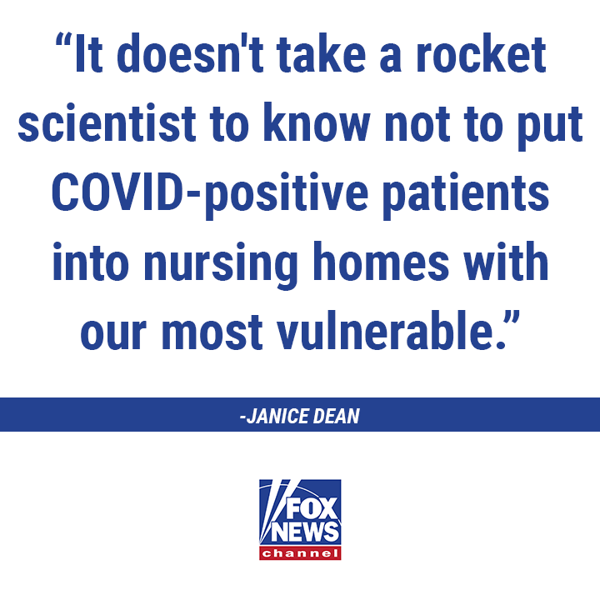 “It doesn't take a rocket
scientist to know not to put
COVID-positive patients
into nursing homes with
our most vulnerable.”
-JANICE DEAN
FOX
NEWS
channel